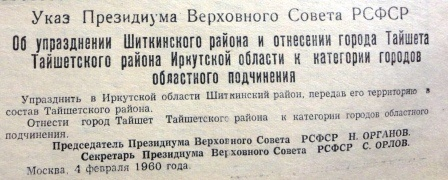 Указ Президиума Верховного Совета РСФСР
Об упразднении Шиткинского района и отнесении города Тайшета
Тайшетского района Иркутской области к категории городов
областного подчинения
Упразднить в Иркутской области Шиткинский район, передав его территорию в
состав Тайшетского района.
Отнести город Тайшет Тайшетского района к категории городов областного
подчинения.
Председатель Президиума Верховного Совета РСФСР Н. ОРГАНОВ.
Секретарь Президиума Верховного Совета РСФСР С. ОРЛОВ.
Москва, 4 февраля 1960 года.